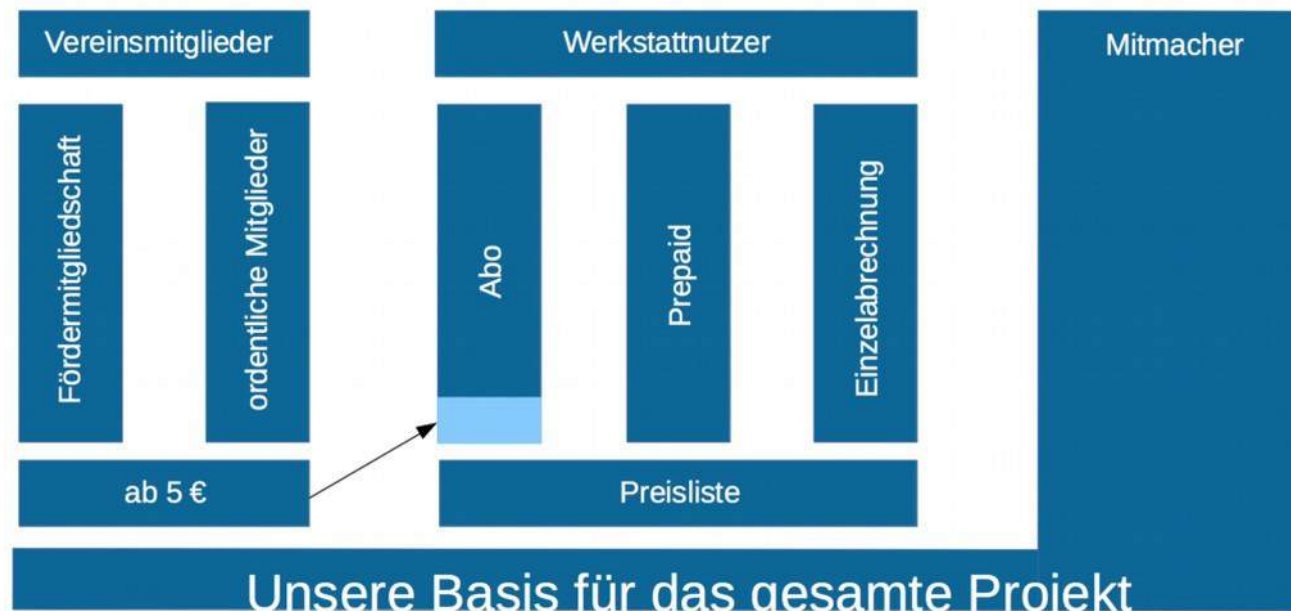 Vereinsmitglieder
Werkstattnutzer
Mitmacher
Fördermitgliedschaft
ordentliche Mitglieder
Abo
Prepaid
Einzelabrechnung
ab 5 €
Preisliste
Unsere Basis für das gesamte Projekt